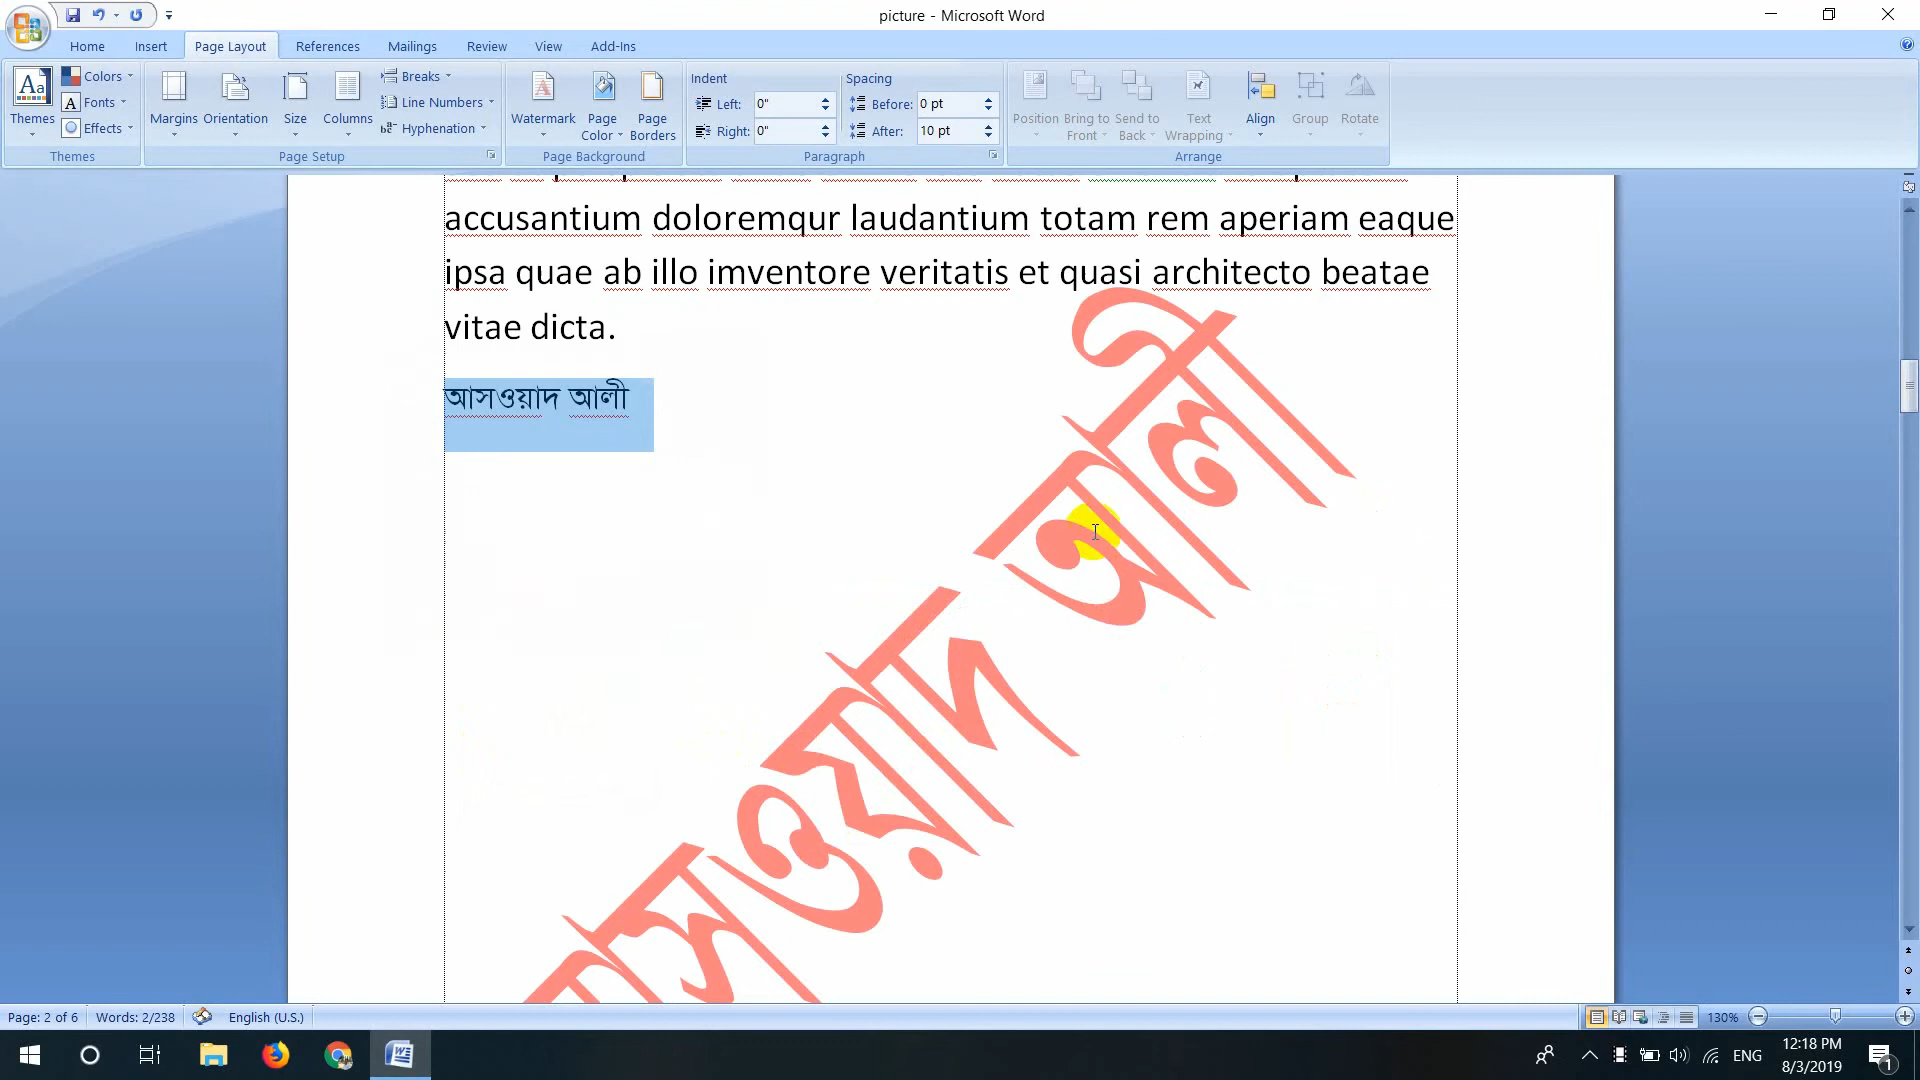 picture - Microsoft Word
Home Insert Page Layout References Mailings Review View Add-Ins
Themes
Colors
Fonts
Effects
Themes
Margins Orientation Size Columns
Breaks
Line Numbers
Hyphenation
Page Setup
Watermark Page Color Page Borders
Page Background
Indent
Left: 0"
Right: 0"
Spacing
Before: 0 pt
After: 10 pt
Paragraph
Position Bring to Front Send to Back Text Wrapping Align Group Rotate
Arrange
accusantium doloremqur laudantium totam rem aperiam eaque
ipsa quae ab illo imventore veritatis et quasi architecto beatae
vitae dicta.
আসওয়াদ আলী
আসওয়াদ আলী
Page: 2 of 6 Words: 2/238 English (U.S.) 130%
ENG
12:18 PM
8/3/2019
1